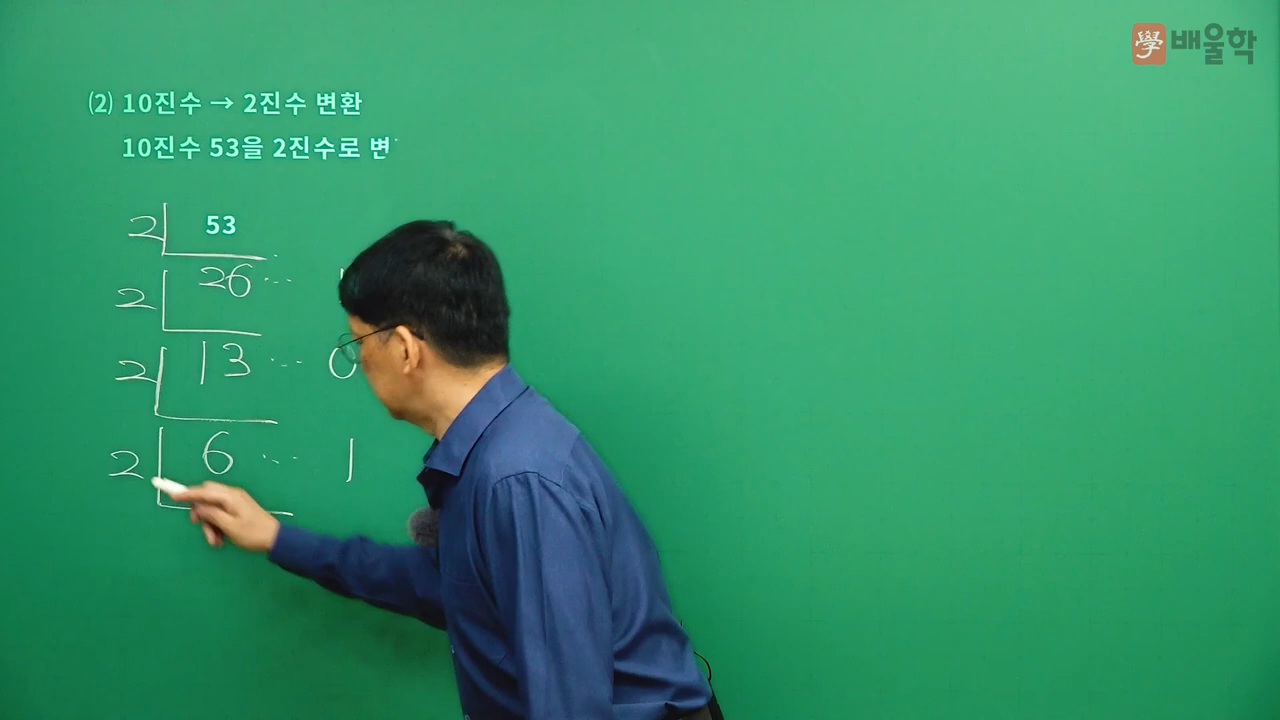 學 배울학
(2) 10진수 → 2진수 변환
10진수 53을 2진수로 변
2 53
2 26 ···
2 13 ··· 0
2 6 ··· 1